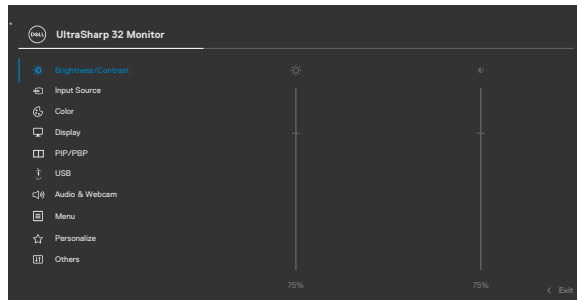 DELL UltraSharp 32 Monitor
Brightness/Contrast
Input Source
Color
Display
PIP/PBP
USB
Audio & Webcam
Menu
Personalize
Others
75% 75%
< Exit